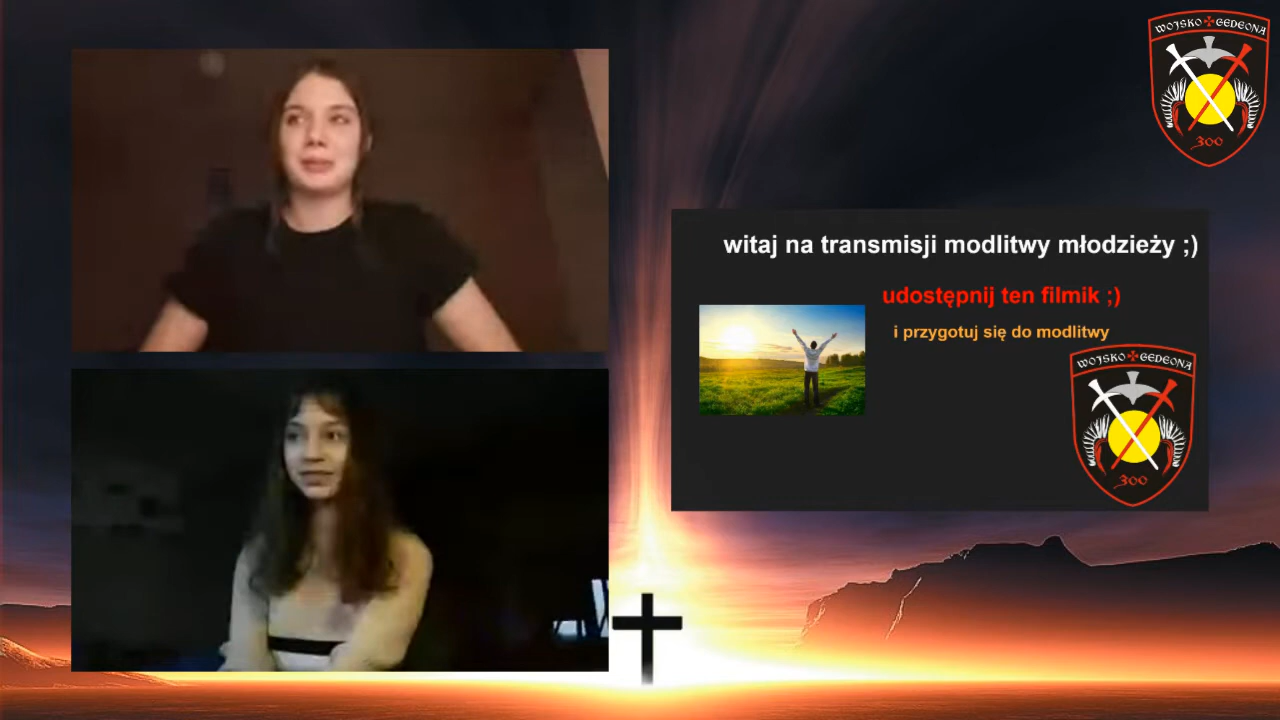 WOJSKO GEDEONA
300
witaj na transmisji modlitwy młodzieży ;)
udostępnij ten filmik ;)
i przygotuj się do modlitwy
WOJSKO GEDEONA
300